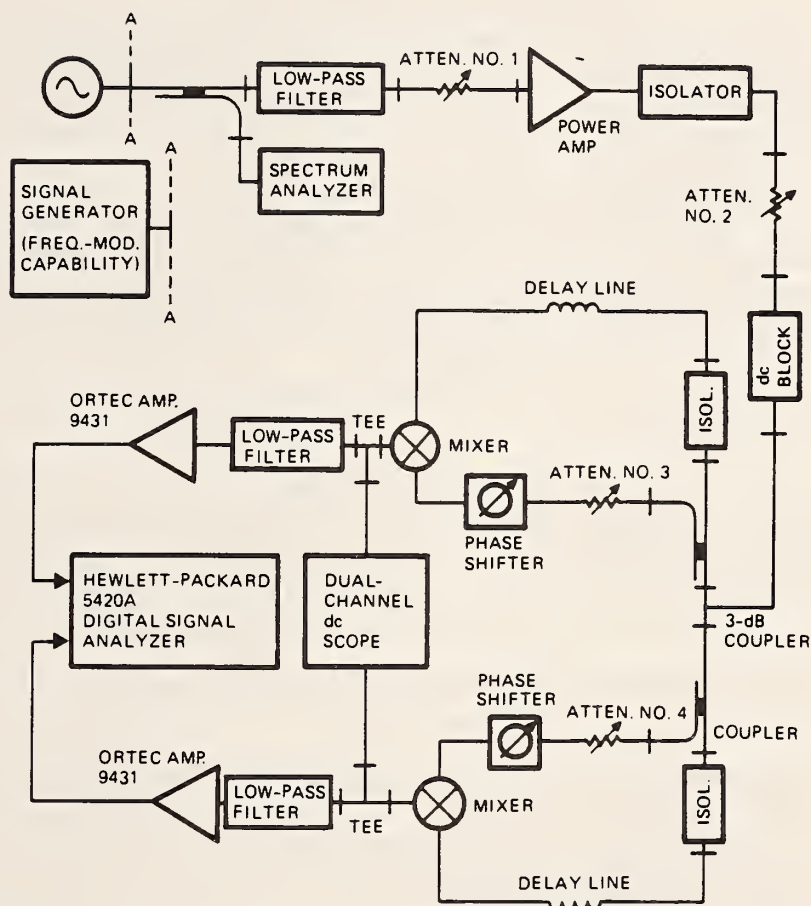 A
A
SIGNAL
GENERATOR
(FREQ.-MOD.
CAPABILITY)
A
A
LOW-PASS
FILTER
SPECTRUM
ANALYZER
ATTEN. NO. 1
POWER
AMP
ISOLATOR
ATTEN.
NO. 2
dc
BLOCK
DELAY LINE
ISOL.
ORTEC AMP.
9431
LOW-PASS
FILTER
TEE
MIXER
PHASE
SHIFTER
ATTEN. NO. 3
3-dB
COUPLER
HEWLETT-PACKARD
5420A
DIGITAL SIGNAL
ANALYZER
DUAL-
CHANNEL
dc
SCOPE
PHASE
SHIFTER
ATTEN. NO. 4
COUPLER
ORTEC AMP.
9431
LOW-PASS
FILTER
TEE
MIXER
ISOL.
DELAY LINE